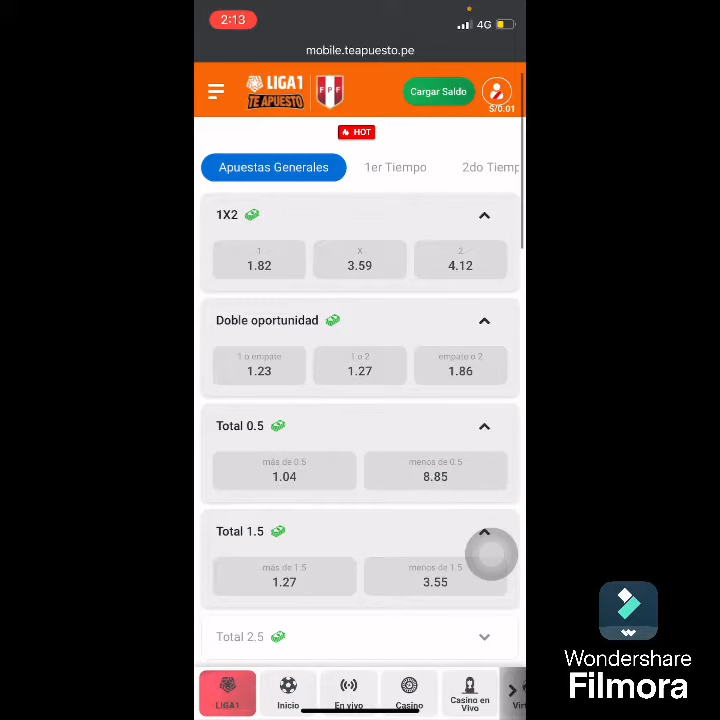 2:13
4G
mobile.teapuesto.pe
LIGA1
TE APUESTO
FPF
Cargar Saldo
S/0.01
HOT
Apuestas Generales
1er Tiempo
2do Tiemp
1X2
1
X
2
1.82
3.59
4.12
Doble oportunidad
1 o empate
1 o 2
empate o 2
1.23
1.27
1.86
Total 0.5
más de 0.5
menos de 0.5
1.04
8.85
Total 1.5
más de 1.5
menos de 1.5
1.27
3.55
Total 2.5
LIGA1
Inicio
En vivo
Casino
Casino en
Vivo
Virt
Wondershare
Filmora